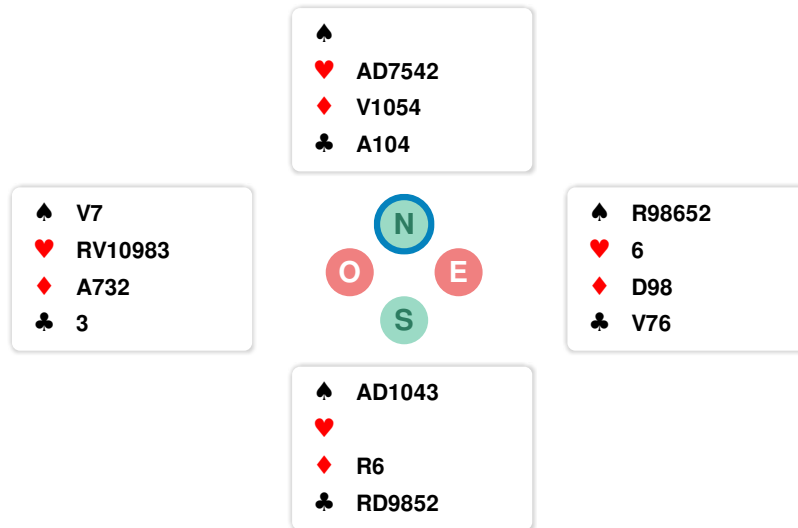 ♠
♥ AD7542
♦ V1054
♣ A104
♠ V7
♥ RV10983
♦ A732
♣ 3
N
O E
S
♠ R98652
♥ 6
♦ D98
♣ V76
♠ AD1043
♥
♦ R6
♣ RD9852